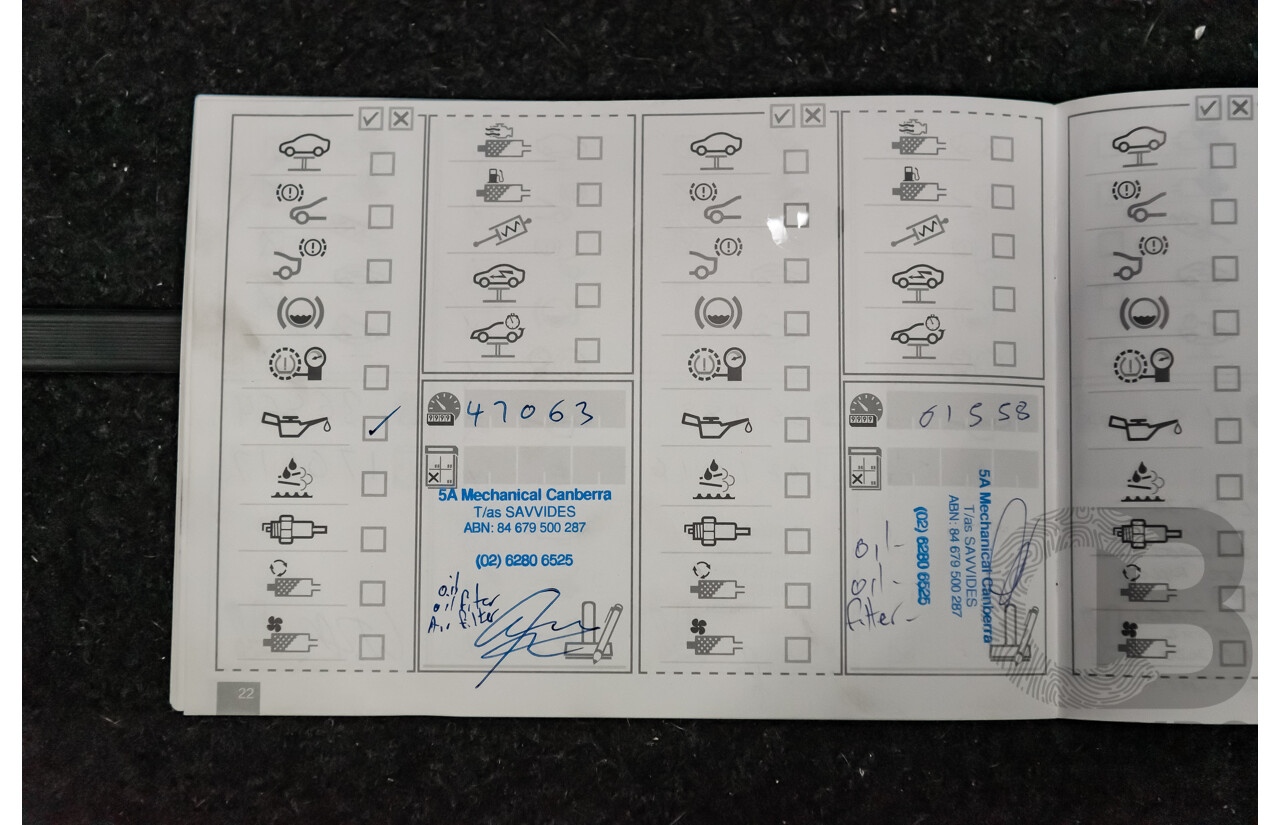 47063
5A Mechanical Canberra
T/as SAVVIDES
ABN: 84 679 500 287
(02) 6280 6525
oil
oil filter
Air filter
22
61558
5A Mechanical Canberra
T/as SAVVIDES
ABN: 84 679 500 287
(02) 6280 6525
oil-
oil-
filter-